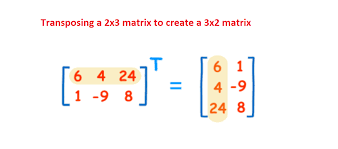 Transposing a 2x3 matrix to create a 3x2 matrix
T
6 4 24
1 -9 8
=
6 1
4 -9
24 8